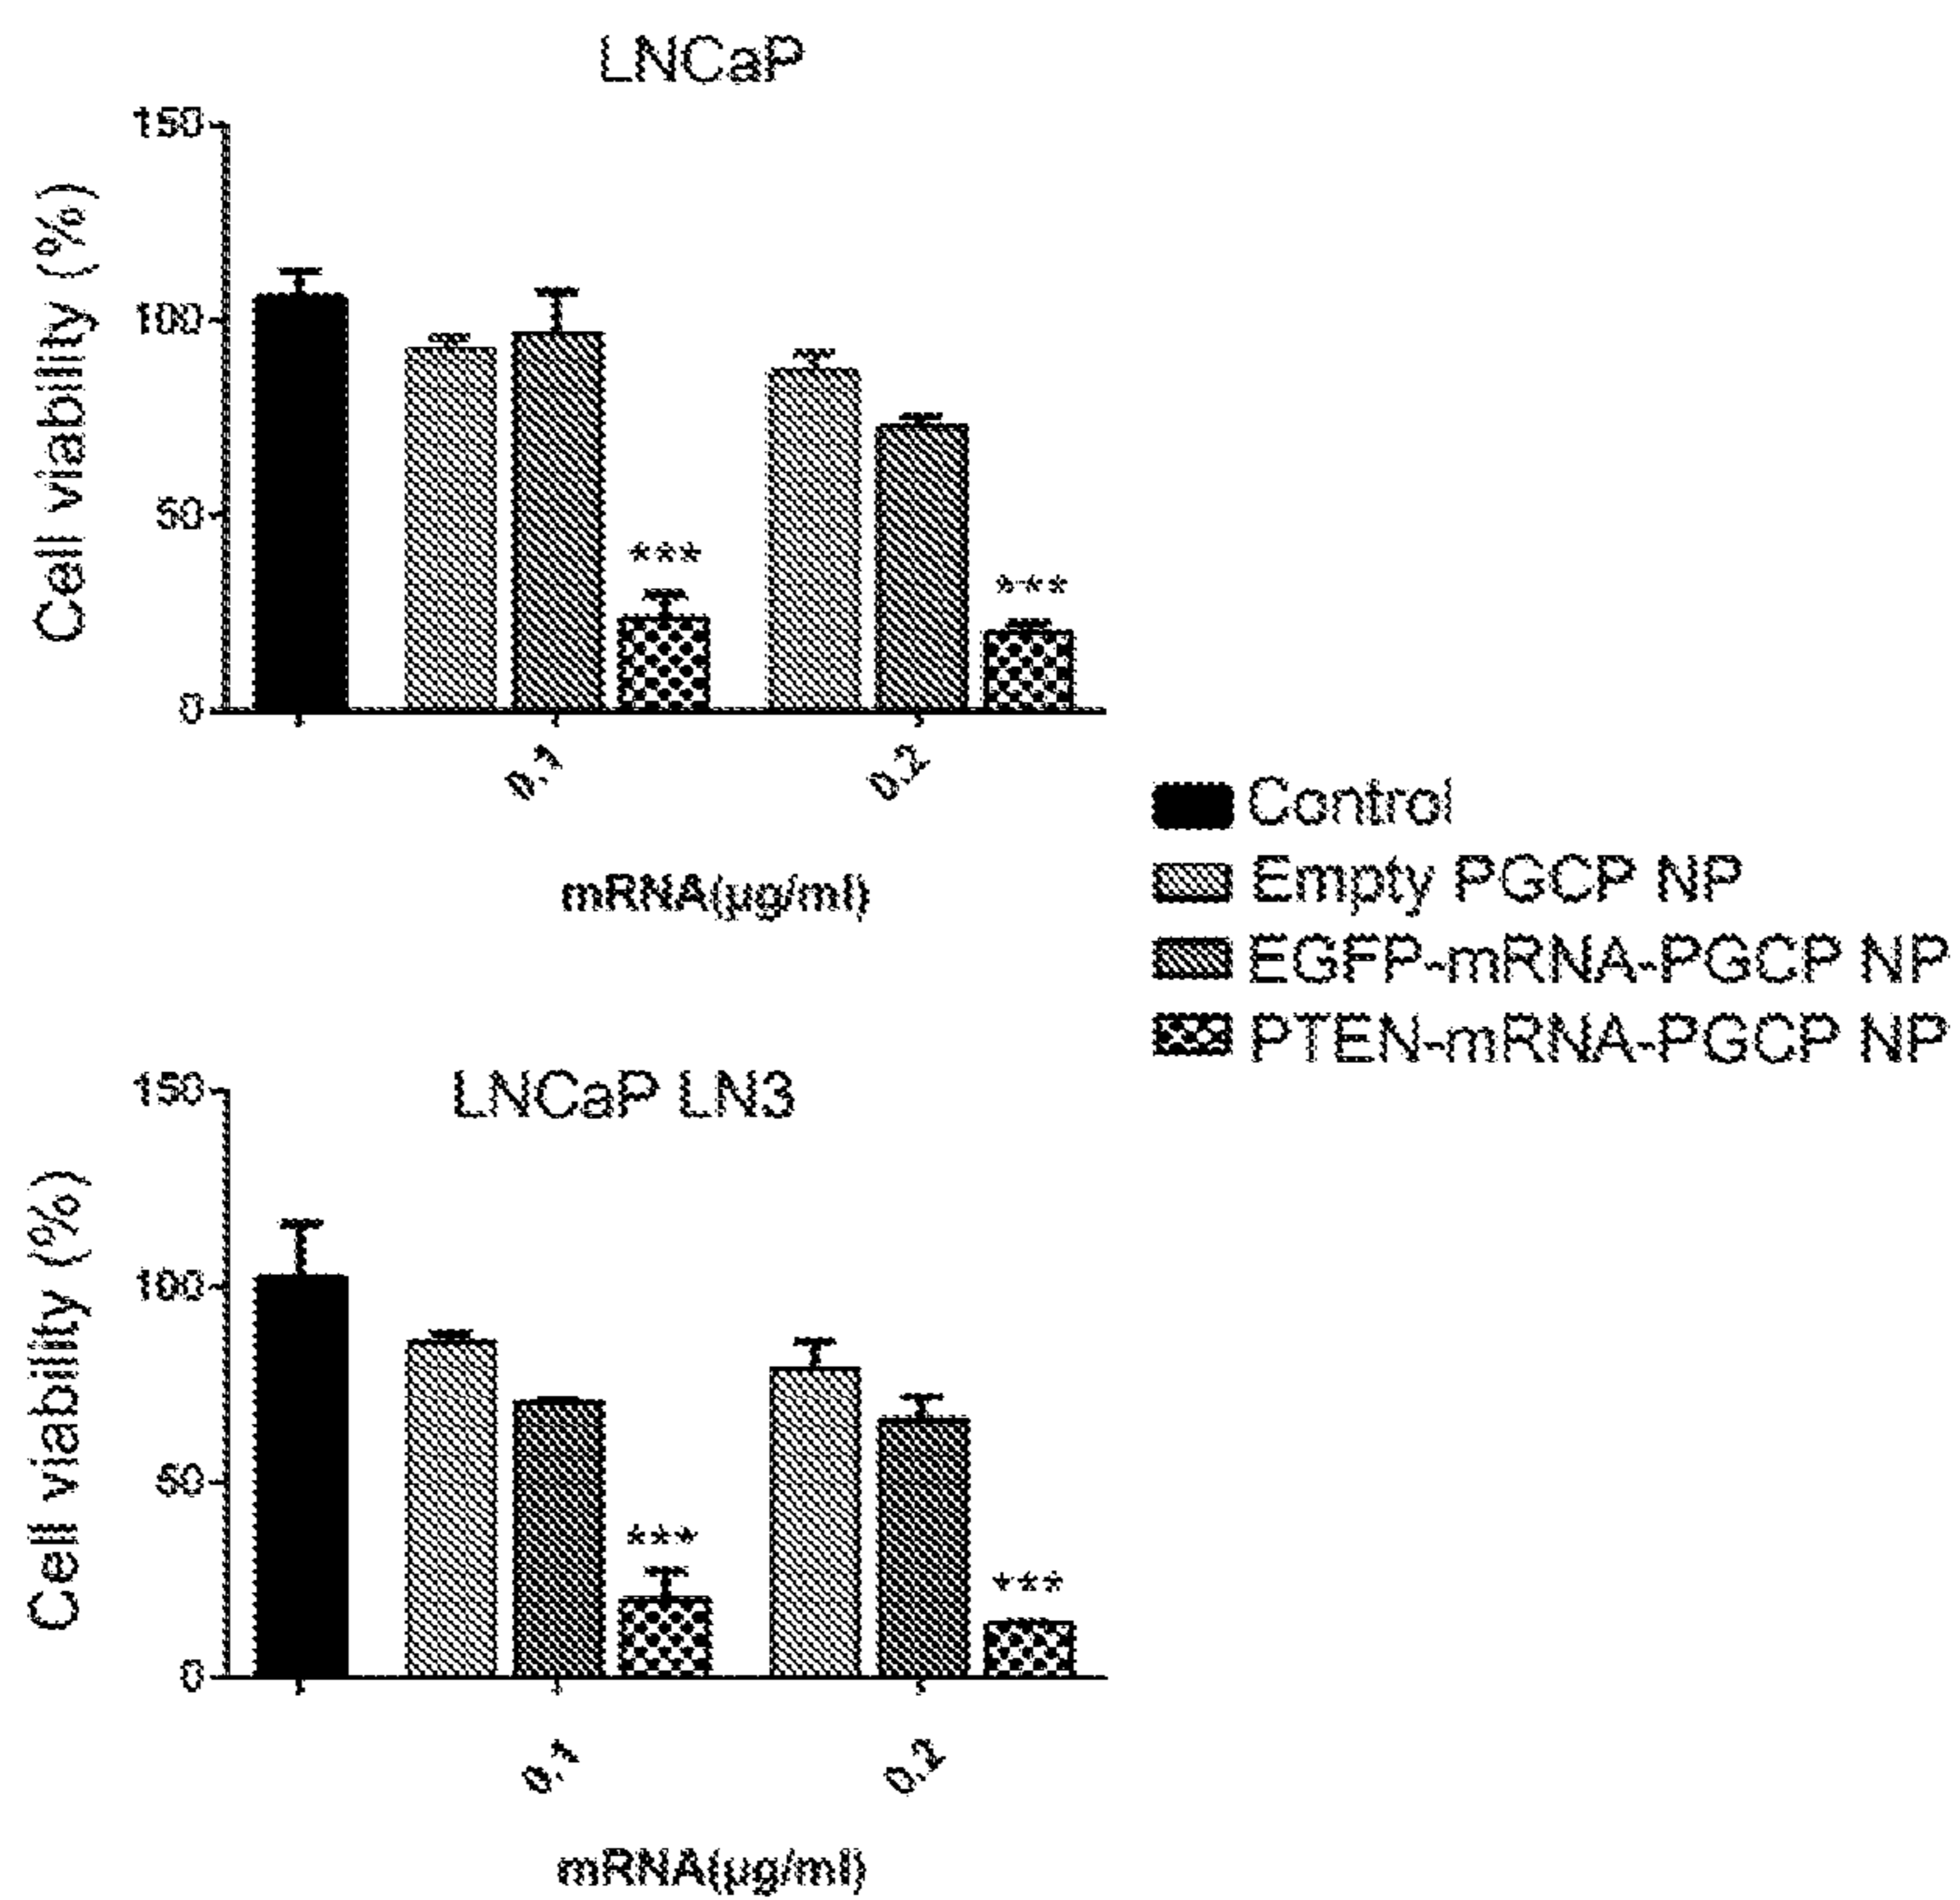 LNCaP
150
100
50
0
Cell viability (%)
***
***
0.1
0.2
mRNA(µg/ml)
Control
Empty PGCP NP
EGFP-mRNA-PGCP NP
PTEN-mRNA-PGCP NP
LNCaP LN3
150
100
50
0
Cell viability (%)
***
***
0.1
0.2
mRNA(µg/ml)